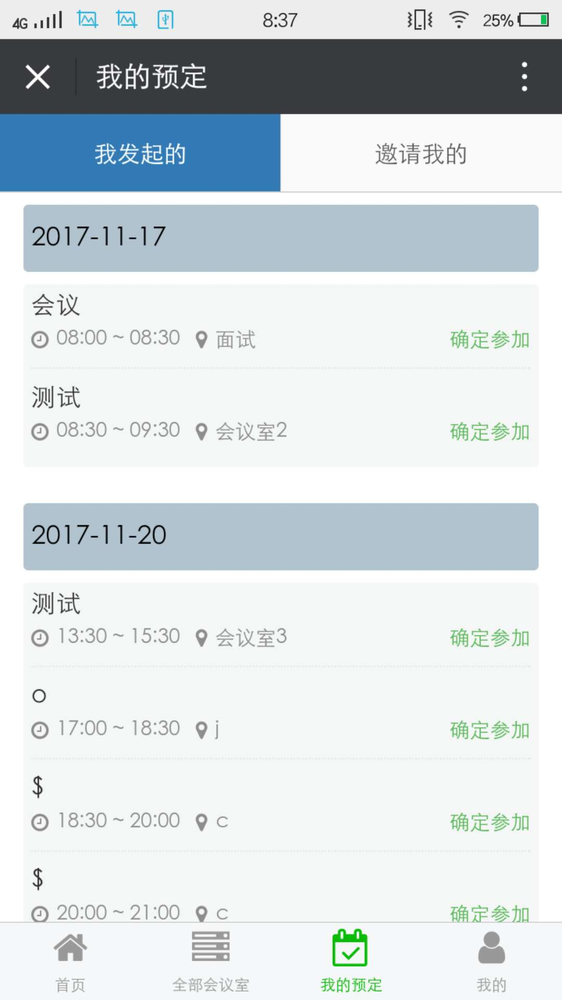 4G 8:37 25%
我的预定
我发起的 邀请我的
2017-11-17
会议
08:00 ~ 08:30 面试 确定参加
测试
08:30 ~ 09:30 会议室2 确定参加
2017-11-20
测试
13:30 ~ 15:30 会议室3 确定参加
o
17:00 ~ 18:30 j 确定参加
$
18:30 ~ 20:00 c 确定参加
$
20:00 ~ 21:00 c 确定参加
首页 全部会议室 我的预定 我的